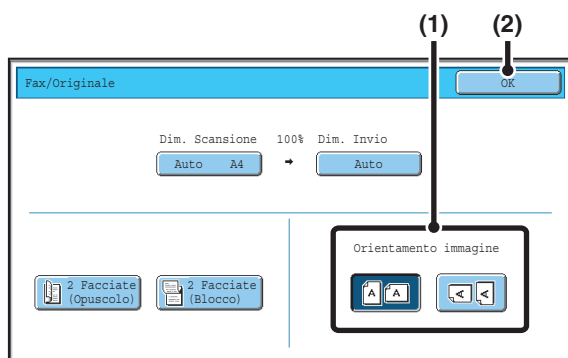 (1) (2)
Fax/Originale OK
Dim. Scansione 100% Dim. Invio
Auto A4 → Auto
Orientamento immagine
2 Facciate
(Opuscolo)
2 Facciate
(Blocco)
A A A A